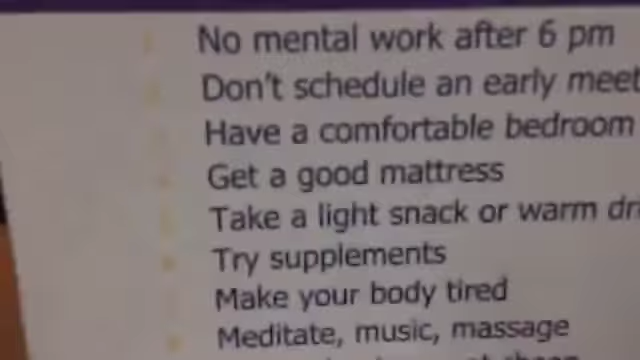 No mental work after 6 pm
Don't schedule an early meet
Have a comfortable bedroom
Get a good mattress
Take a light snack or warm dri
Try supplements
Make your body tired
Meditate, music, massage